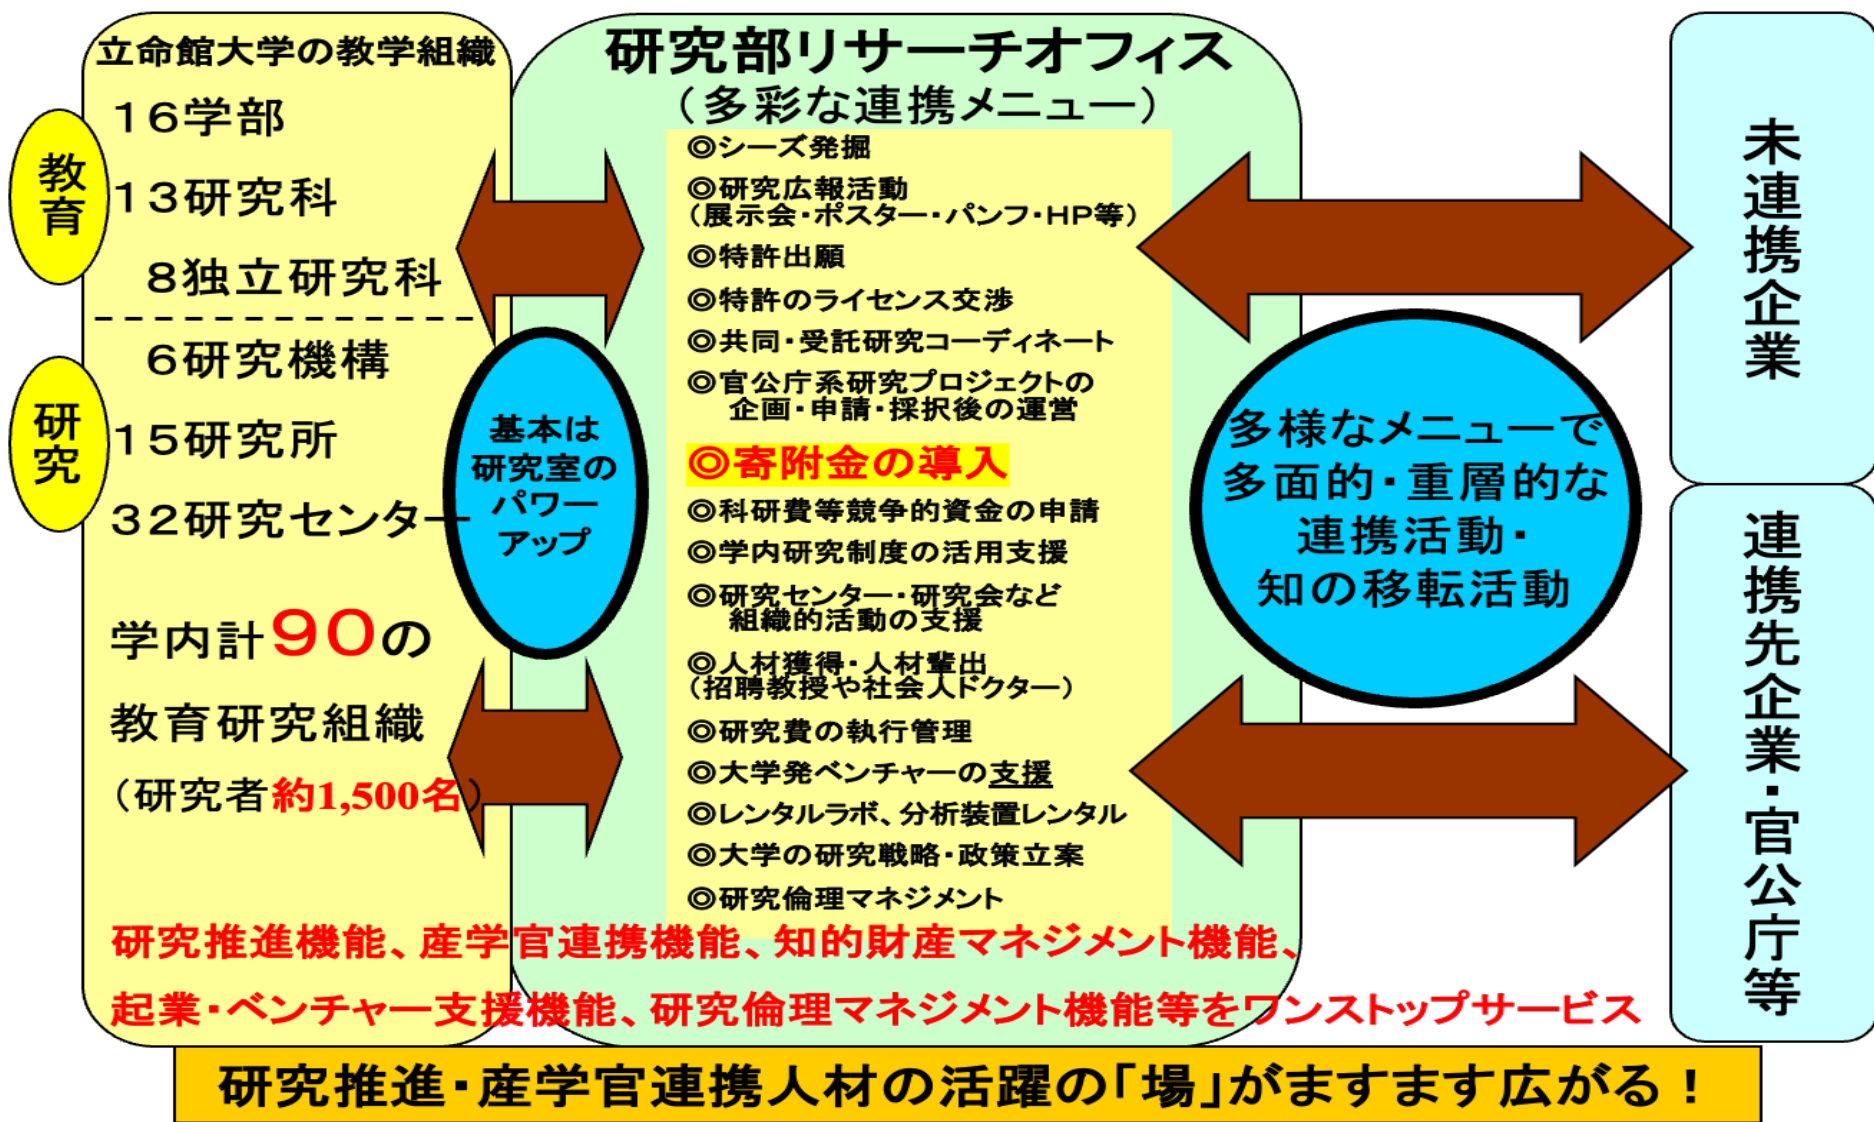 立命館大学の教学組織
16学部
13研究科
8独立研究科
6研究機構
15研究所
32研究センター
学内計90の
教育研究組織
（研究者約1,500名）
教育
研究
基本は
研究室の
パワー
アップ
研究部リサーチオフィス
（多彩な連携メニュー）
◎シーズ発掘
◎研究広報活動
（展示会・ポスター・パンフ・HP等）
◎特許出願
◎特許のライセンス交渉
◎共同・受託研究コーディネート
◎官公庁系研究プロジェクトの
企画・申請・採択後の運営
◎寄附金の導入
◎科研費等競争的資金の申請
◎学内研究制度の活用支援
◎研究センター・研究会など
組織的活動の支援
◎人材獲得・人材輩出
（招聘教授や社会人ドクター）
◎研究費の執行管理
◎大学発ベンチャーの支援
◎レンタルラボ、分析装置レンタル
◎大学の研究戦略・政策立案
◎研究倫理マネジメント
多様なメニューで
多面的・重層的な
連携活動・
知の移転活動
未連携企業
連携先企業・官公庁等
研究推進機能、産学官連携機能、知的財産マネジメント機能、
起業・ベンチャー支援機能、研究倫理マネジメント機能等をワンストップサービス
研究推進・産学官連携人材の活躍の「場」がますます広がる！